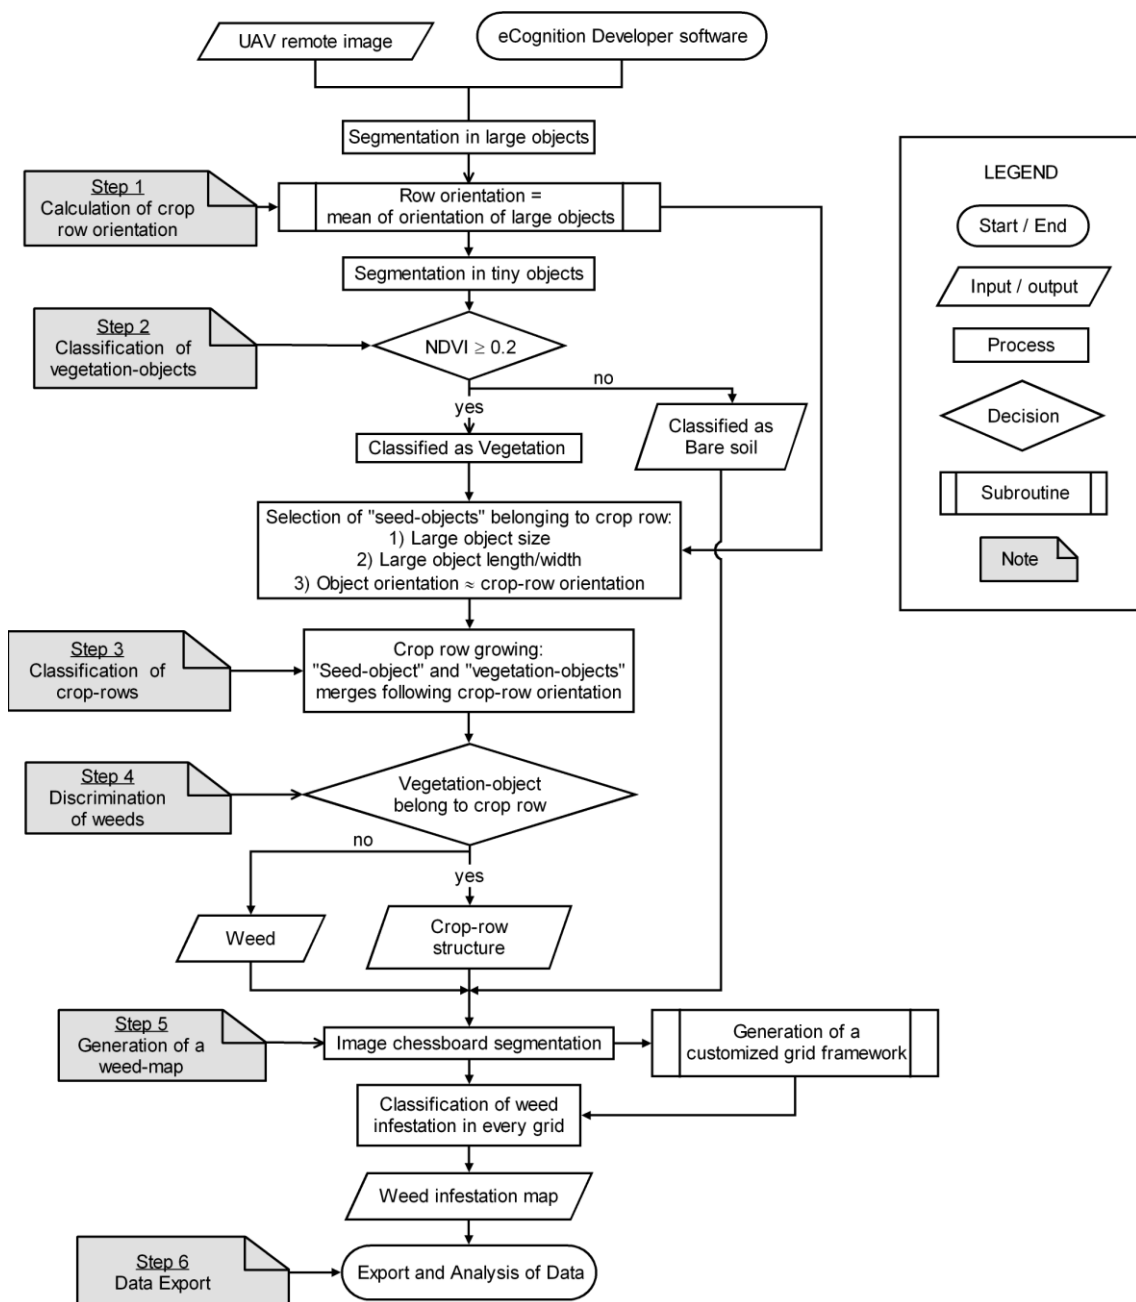 UAV remote image
eCognition Developer software
Segmentation in large objects
Step 1
Calculation of crop
row orientation
Row orientation =
mean of orientation of large objects
Segmentation in tiny objects
Step 2
Classification of
vegetation-objects
NDVI ≥ 0.2
no
yes
Classified as
Bare soil
Classified as Vegetation
Selection of "seed-objects" belonging to crop row:
1) Large object size
2) Large object length/width
3) Object orientation ≈ crop-row orientation
Step 3
Classification of
crop-rows
Crop row growing:
"Seed-object" and "vegetation-objects"
merges following crop-row orientation
Step 4
Discrimination
of weeds
Vegetation-object
belong to crop row
no
yes
Weed
Crop-row
structure
Step 5
Generation of a
weed-map
Image chessboard segmentation
Generation of a
customized grid framework
Classification of weed
infestation in every grid
Weed infestation map
Step 6
Data Export
Export and Analysis of Data
LEGEND
Start / End
Input / output
Process
Decision
Subroutine
Note